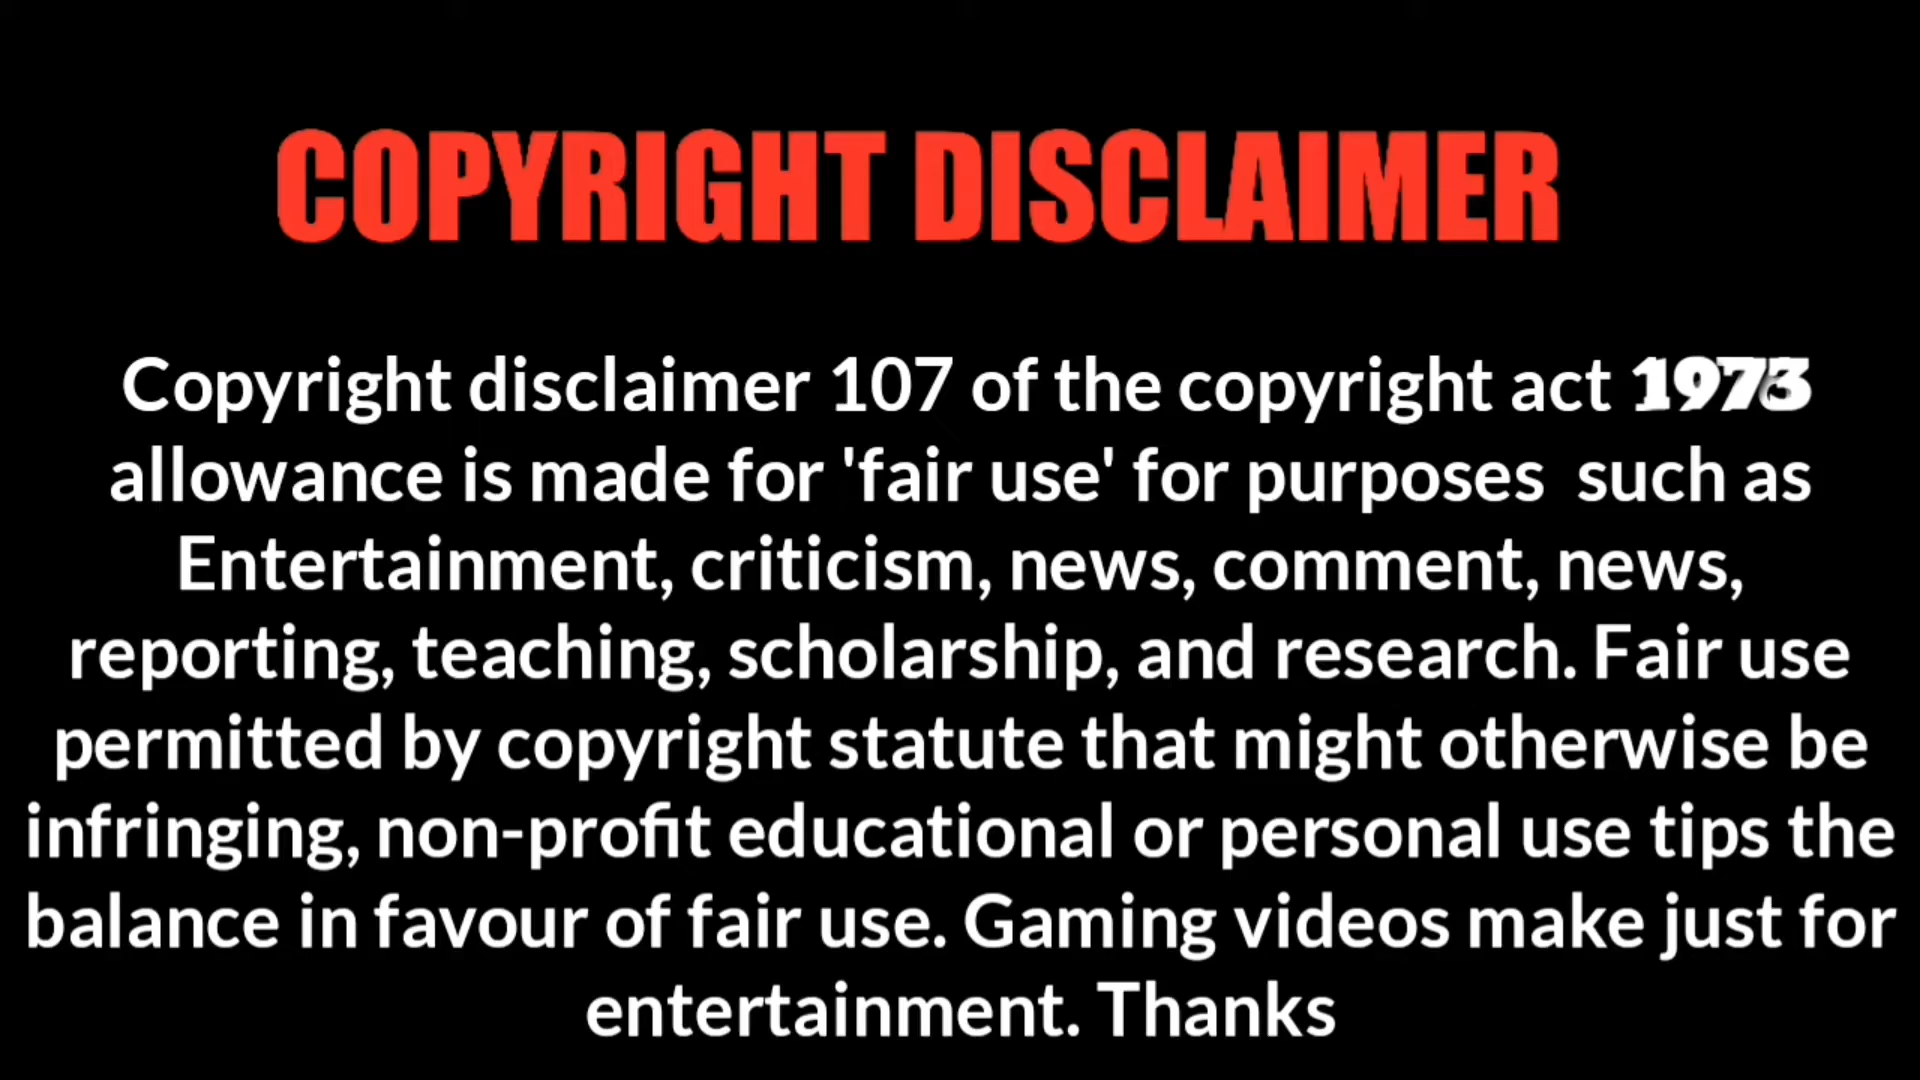 COPYRIGHT DISCLAIMER
Copyright disclaimer 107 of the copyright act 1973
allowance is made for 'fair use' for purposes  such as
Entertainment, criticism, news, comment, news,
reporting, teaching, scholarship, and research. Fair use
permitted by copyright statute that might otherwise be
infringing, non-profit educational or personal use tips the
balance in favour of fair use. Gaming videos make just for
entertainment. Thanks